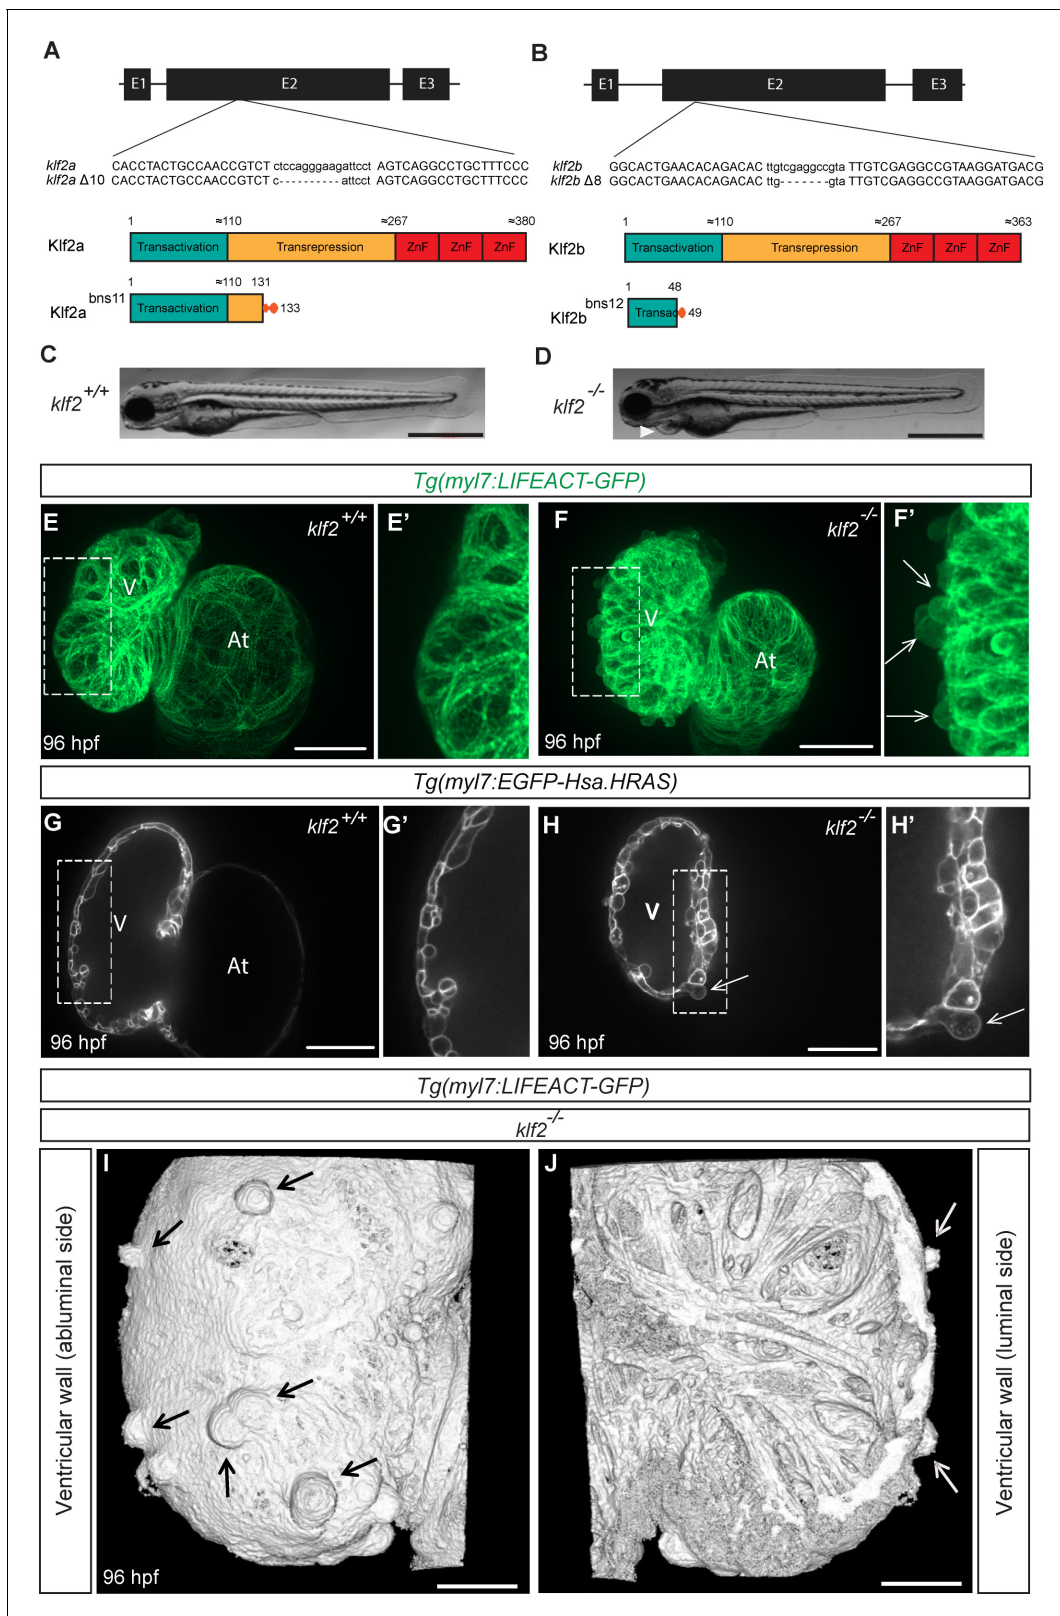 A
E1 E2 E3
klf2a CACCTACTGCCAACCGTCT ctccagggaagattcct AGTCAGGCCTGCTTTCCC
klf2a Δ10 CACCTACTGCCAACCGTCT c----------attcct AGTCAGGCCTGCTTTCCC
1 ≈110 ≈267 ≈380
Klf2a Transactivation Transrepression ZnF ZnF ZnF
1 ≈110 131
Klf2a bns11 Transactivation 133
B
E1 E2 E3
klf2b GGCACTGAACACAGACAC ttgtcgaggccgta TTGTCGAGGCCGTAAGGATGACG
klf2b Δ8 GGCACTGAACACAGACAC ttg-------gta TTGTCGAGGCCGTAAGGATGACG
1 ≈110 ≈267 ≈363
Klf2b Transactivation Transrepression ZnF ZnF ZnF
1 48
Klf2b bns12 Transac 49
C
klf2 +/+
D
klf2 -/-
Tg(myl7:LIFEACT-GFP)
E klf2 +/+
V
At
96 hpf
E'
F klf2 -/-
V
At
96 hpf
F'
Tg(myl7:EGFP-Hsa.HRAS)
G klf2 +/+
V
At
96 hpf
G'
H klf2 -/-
V
96 hpf
H'
Tg(myl7:LIFEACT-GFP)
klf2 -/-
Ventricular wall (abluminal side)
I
96 hpf
J
Ventricular wall (luminal side)